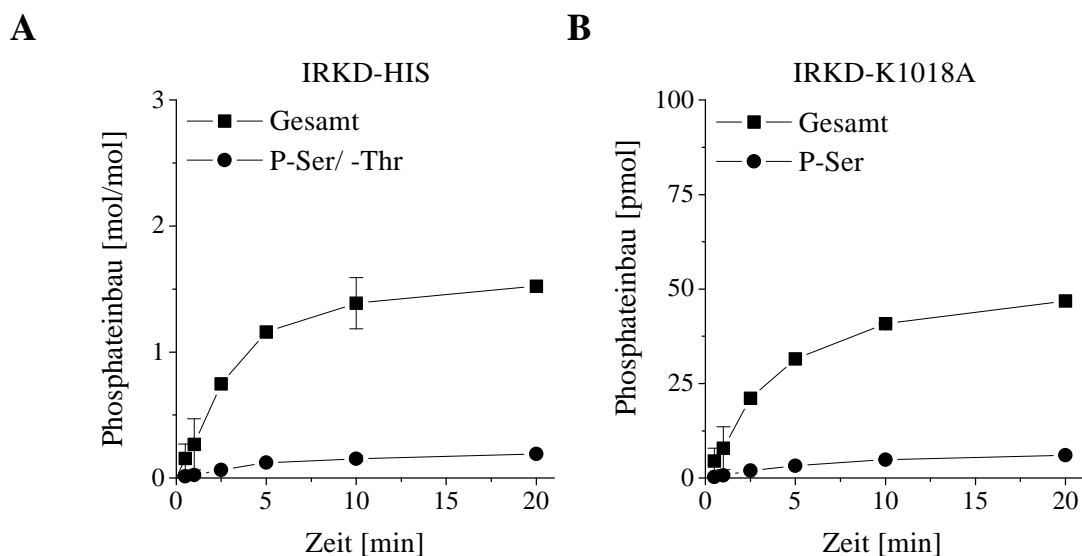 A
IRKD-HIS
Phosphateinbau [mol/mol]
3
2
1
0
Gesamt
P-Ser/ -Thr
0 5 10 15 20
Zeit [min]
B
IRKD-K1018A
Phosphateinbau [pmol]
100
75
50
25
0
Gesamt
P-Ser
0 5 10 15 20
Zeit [min]